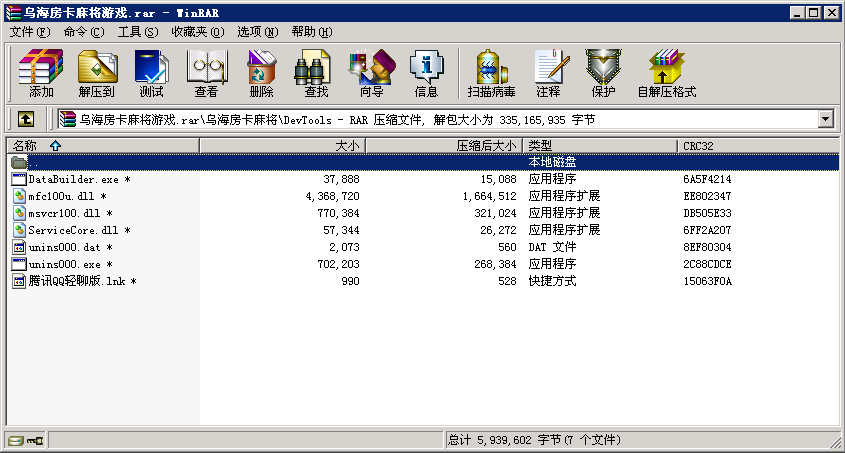 乌海房卡麻将游戏.rar - WinRAR
文件(F) 命令(C) 工具(S) 收藏夹(O) 选项(N) 帮助(H)
添加 解压到 测试 查看 删除 查找 向导 信息 扫描病毒 注释 保护 自解压格式
乌海房卡麻将游戏.rar\乌海房卡麻将\DevTools - RAR 压缩文件, 解包大小为 335,165,935 字节
名称 大小 压缩后大小 类型 CRC32
.. 本地磁盘
DataBuilder.exe * 37,888 15,088 应用程序 6A5F4214
mfc100u.dll * 4,368,720 1,664,512 应用程序扩展 EE802347
msvcr100.dll * 770,384 321,024 应用程序扩展 DB505E33
ServiceCore.dll * 57,344 26,272 应用程序扩展 6FF2A207
unins000.dat * 2,073 560 DAT 文件 8EF80304
unins000.exe * 702,203 268,384 应用程序 2C88CDCE
腾讯QQ轻聊版.lnk * 990 528 快捷方式 15063F0A
总计 5,939,602 字节(7 个文件)